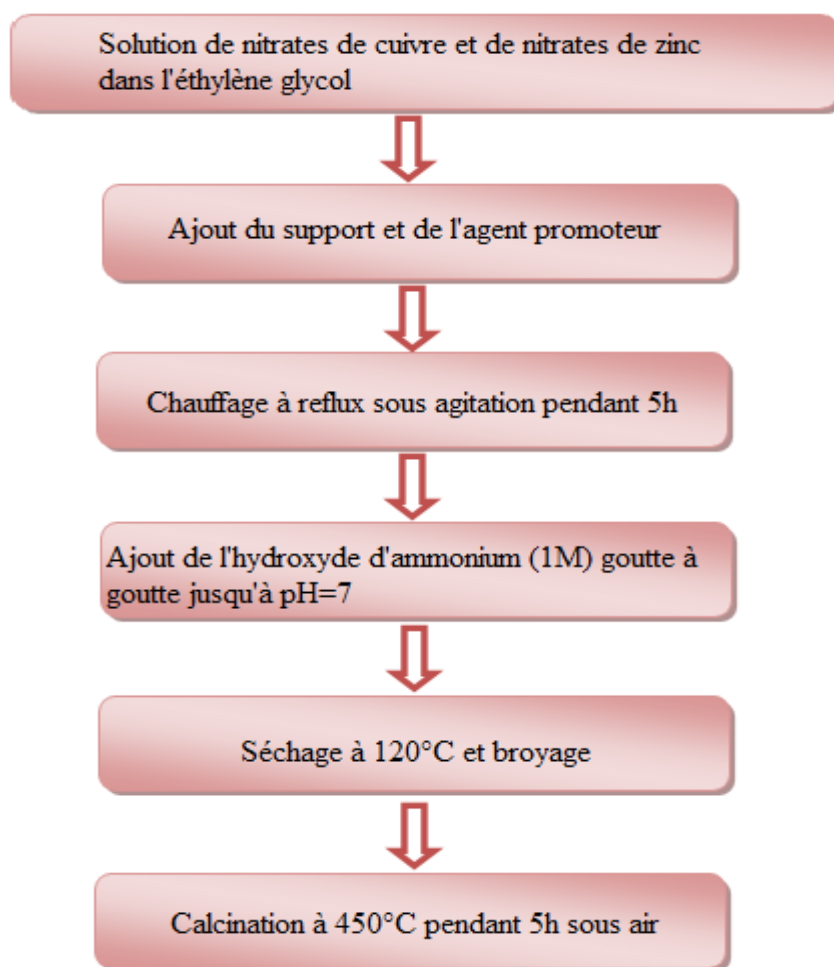 Solution de nitrates de cuivre et de nitrates de zinc
dans l'éthylène glycol
Ajout du support et de l'agent promoteur
Chauffage à reflux sous agitation pendant 5h
Ajout de l'hydroxyde d'ammonium (1M) goutte à
goutte jusqu'à pH=7
Séchage à 120°C et broyage
Calcination à 450°C pendant 5h sous air